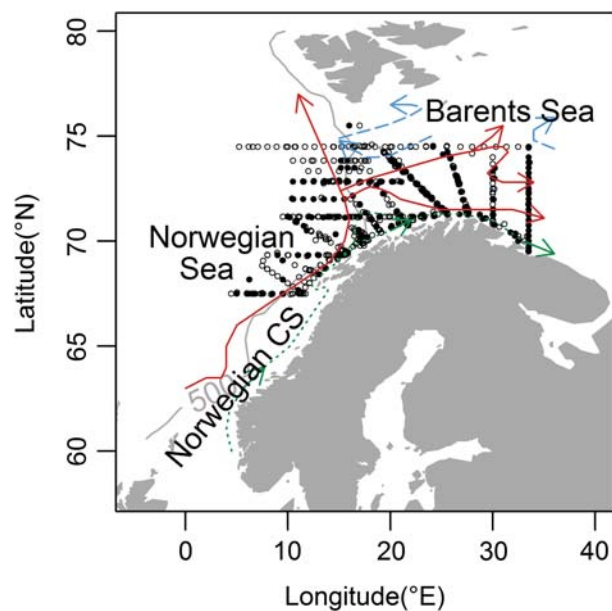 80
75
70
65
60
Latitude(°N)
Barents Sea
Norwegian
Sea
Norwegian CS
500
0
10
20
30
40
Longitude(°E)